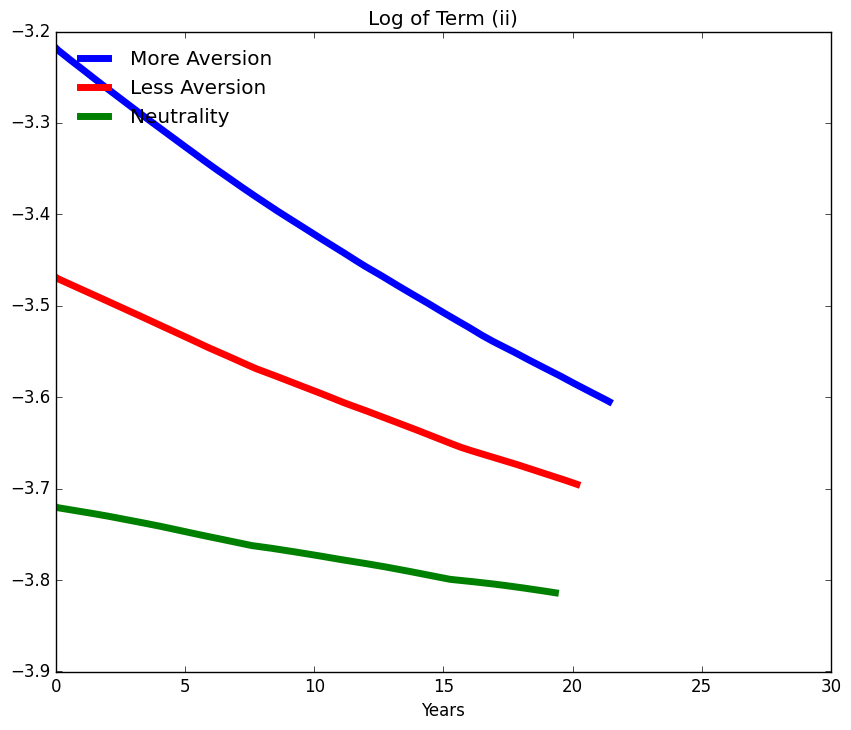 Log of Term (ii)
−3.2
More Aversion
Less Aversion
Neutrality
−3.3
−3.4
−3.5
−3.6
−3.7
−3.8
−3.9
0 5 10 15 20 25 30
Years